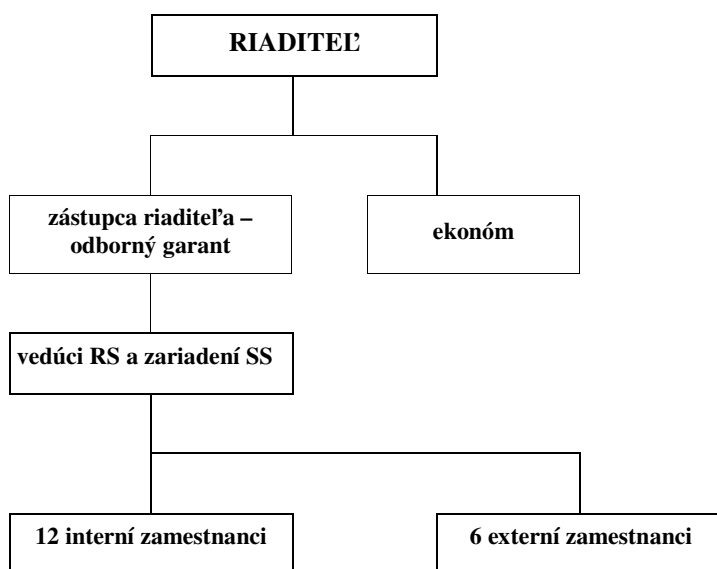 RIADITEĽ
zástupca riaditeľa –
odborný garant
ekonóm
vedúci RS a zariadení SS
12 interní zamestnanci
6 externí zamestnanci